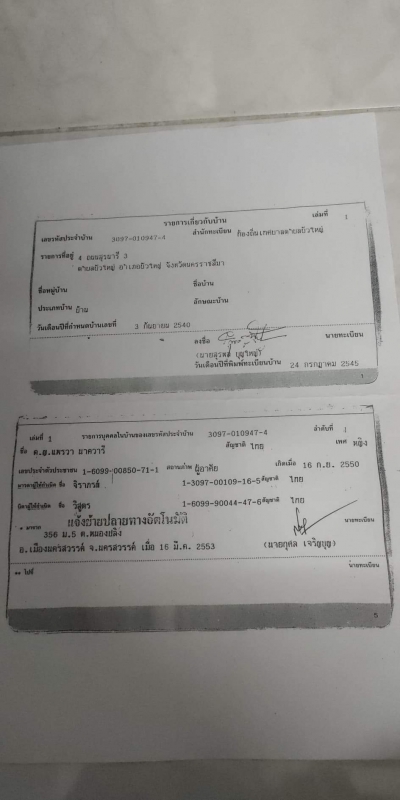 เล่มที่ 1
รายการเกี่ยวกับบ้าน
เลขรหัสประจำบ้าน 3097-010947-4 สำนักทะเบียน ท้องถิ่นเทศบาลตำบลบัวใหญ่
รายการที่อยู่ 4 ถนนสุรนารี 3
ตำบลบัวใหญ่ อำเภอบัวใหญ่ จังหวัดนครราชสีมา
ชื่อหมู่บ้าน ชื่อบ้าน
ประเภทบ้าน บ้าน ลักษณะบ้าน
วันเดือนปีที่กำหนดบ้านเลขที่ 3 กันยายน 2540
ลงชื่อ นายทะเบียน
วันเดือนปีที่พิมพ์ทะเบียนบ้าน 24 กรกฎาคม 2545
1
เล่มที่ 1 รายการบุคคลในบ้านของเลขรหัสประจำบ้าน 3097-010947-4 ลำดับที่
ชื่อ ด.ญ.แพรวา มาควารี สัญชาติ ไทย เพศ หญิง
เลขประจำตัวประชาชน 1-6099-00850-71-1 สถานภาพ ผู้อาศัย เกิดเมื่อ 16 ก.ย. 2550
มารดาผู้ให้กำเนิด ชื่อ จิราภรณ์ 1-3097-00109-16-5 สัญชาติ ไทย
บิดาผู้ให้กำเนิด ชื่อ วิสูตร 1-6099-90044-47-6 สัญชาติ ไทย
แจ้งย้ายปลายทางอัตโนมัติ
* มาจาก 356 ม.5 ต.หนองปลิง นายทะเบียน
อ.เมืองนครสวรรค์ จ.นครสวรรค์ เมื่อ 16 มี.ค. 2553 (นายกุศล เจริญบุญ)
** ไปที่ นายทะเบียน
5